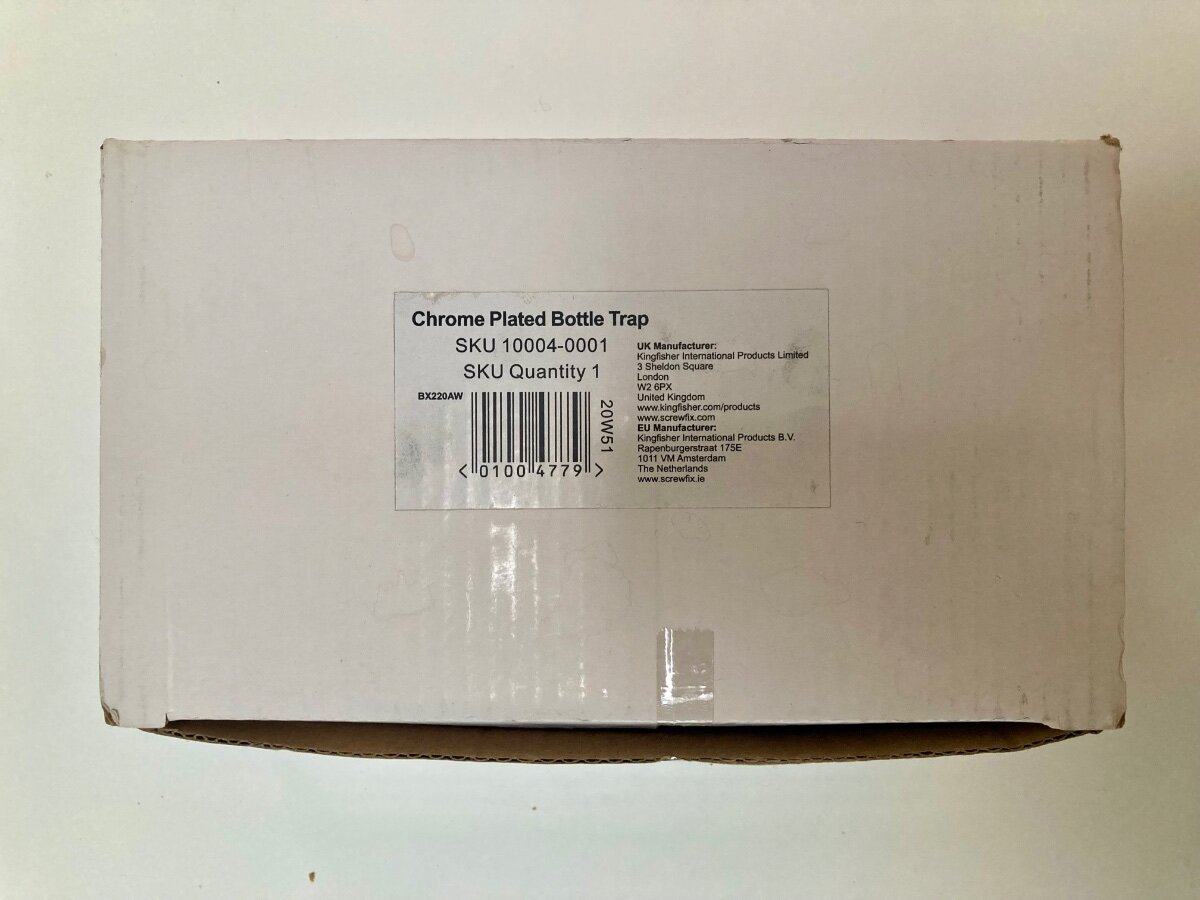 Chrome Plated Bottle Trap
SKU 10004-0001
SKU Quantity 1
BX220AW
20W51
<01004779>
UK Manufacturer:
Kingfisher International Products Limited
3 Sheldon Square
London
W2 6PX
United Kingdom
www.kingfisher.com/products
www.screwfix.com
EU Manufacturer:
Kingfisher International Products B.V.
Rapenburgerstraat 175E
1011 VM Amsterdam
The Netherlands
www.screwfix.ie